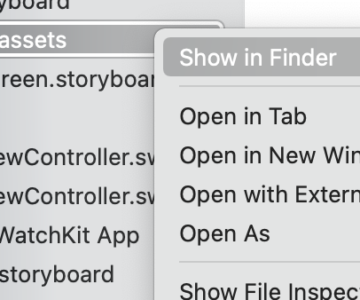 yboard
assets
reen.storyboar
ewController.sw
ewController.sw
WatchKit App
storyboard
Show in Finder
Open in Tab
Open in New Win
Open with Extern
Open As
Show File Inspec